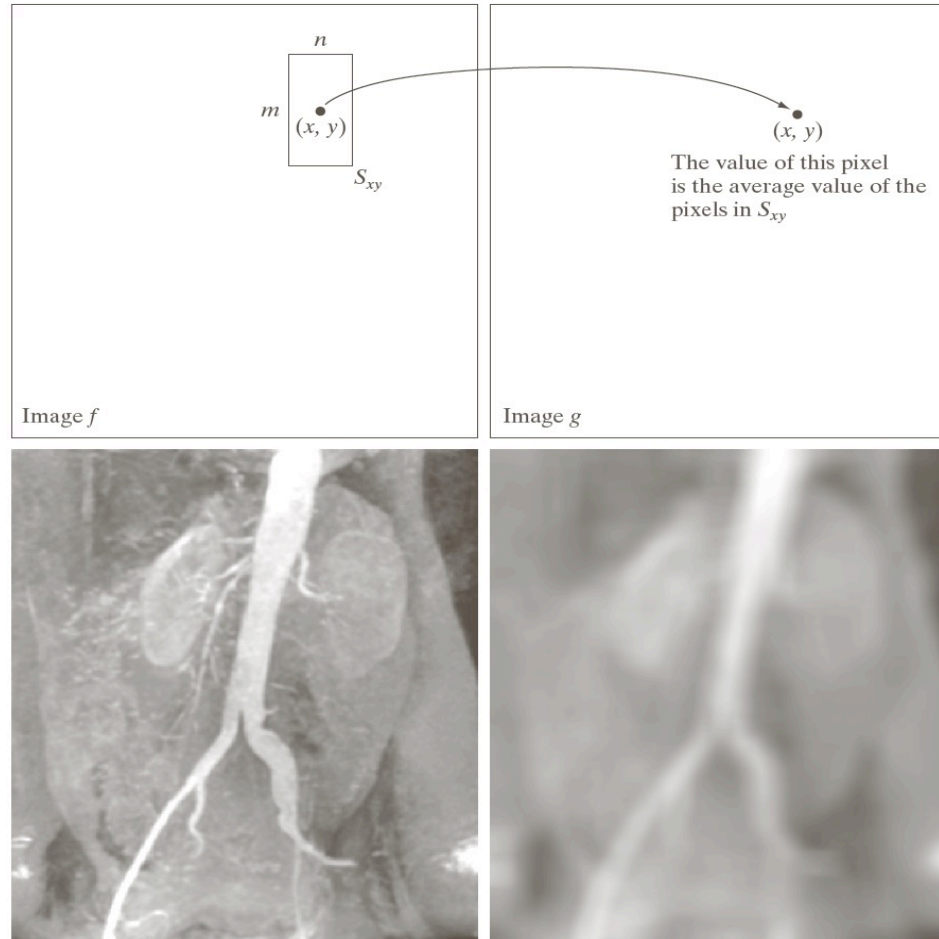 n
m
(x, y)
S_xy
Image f
(x, y)
The value of this pixel
is the average value of the
pixels in S_xy
Image g